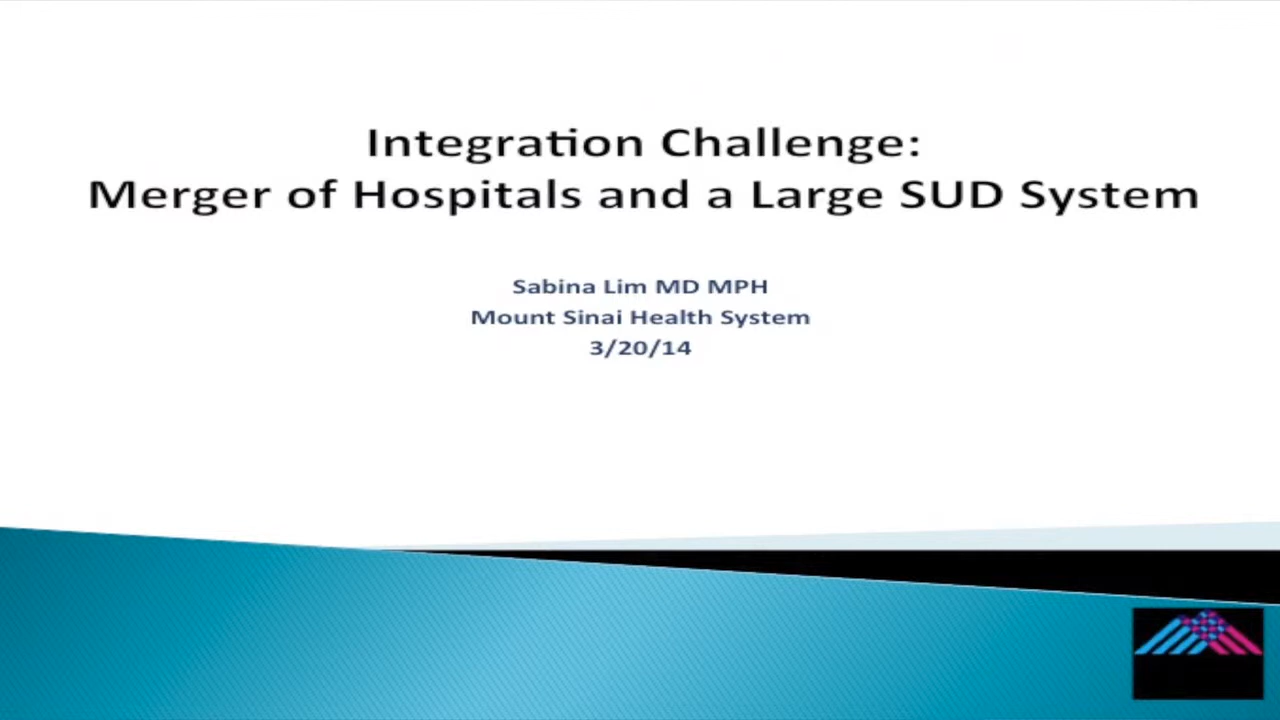 Integration Challenge:
Merger of Hospitals and a Large SUD System
Sabina Lim MD MPH
Mount Sinai Health System
3/20/14